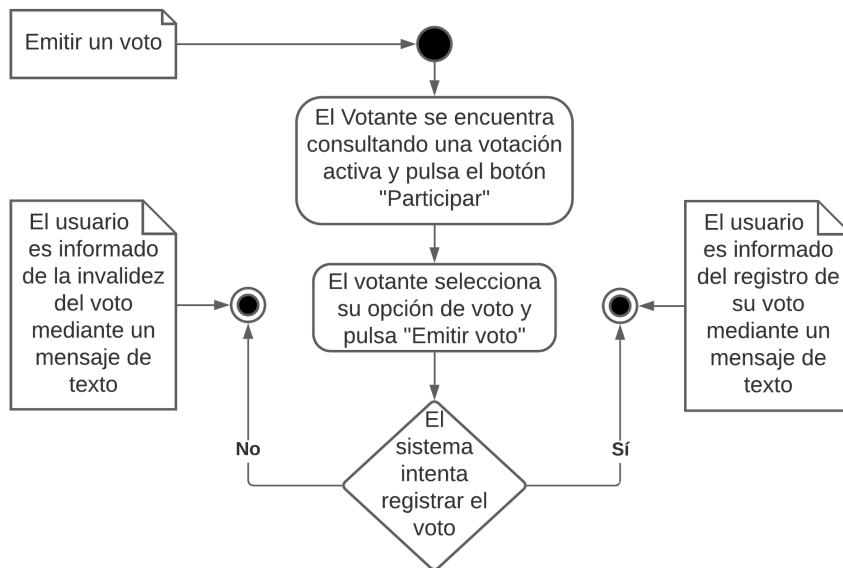 Emitir un voto
El Votante se encuentra
consultando una votación
activa y pulsa el botón
"Participar"
El usuario
es informado
de la invalidez
del voto
mediante un
mensaje de
texto
El votante selecciona
su opción de voto y
pulsa "Emitir voto"
El usuario
es informado
del registro de
su voto
mediante un
mensaje de
texto
No
El
sistema
intenta
registrar el
voto
Sí